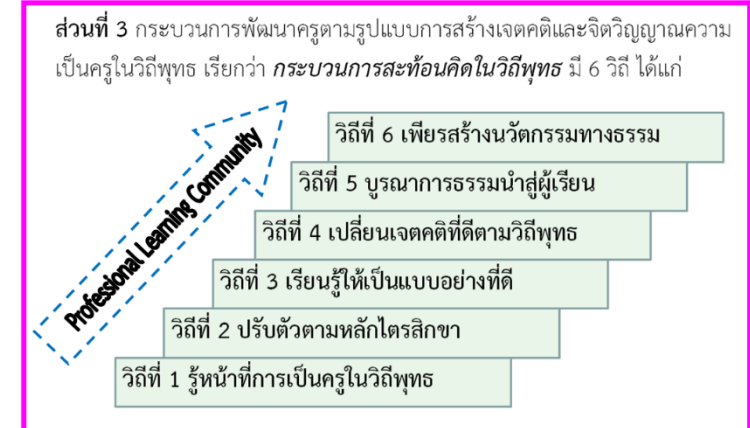 ส่วนที่ 3 กระบวนการพัฒนาครูตามรูปแบบการสร้างเจตคติและจิตวิญญาณความ
เป็นครูในวิถีพุทธ เรียกว่า กระบวนการสะท้อนคิดในวิถีพุทธ มี 6 วิถี ได้แก่
Professional Learning Community
วิถีที่ 6 เพียรสร้างนวัตกรรมทางธรรม
วิถีที่ 5 บูรณาการธรรมนำสู่ผู้เรียน
วิถีที่ 4 เปลี่ยนเจตคติที่ดีตามวิถีพุทธ
วิถีที่ 3 เรียนรู้ให้เป็นแบบอย่างที่ดี
วิถีที่ 2 ปรับตัวตามหลักไตรสิกขา
วิถีที่ 1 รู้หน้าที่การเป็นครูในวิถีพุทธ